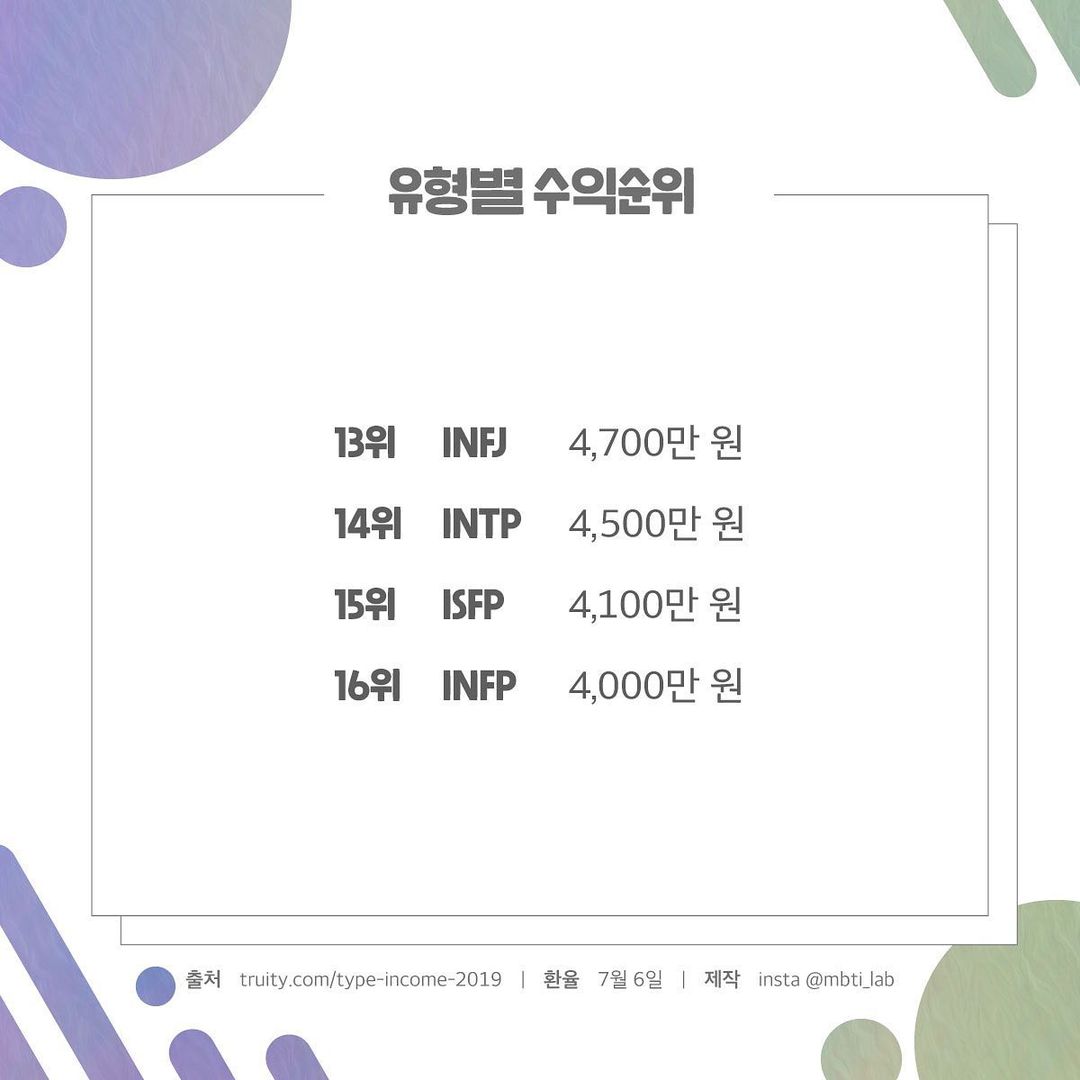 유형별 수익순위
13위 INFJ 4,700만 원
14위 INTP 4,500만 원
15위 ISFP 4,100만 원
16위 INFP 4,000만 원
출처 truity.com/type-income-2019 | 환율 7월 6일 | 제작 insta @mbti_lab